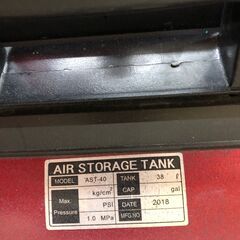 AIR STORAGE TANK
MODEL AST-40 TANK CAP 38 ℓ
gal
Max. Pressure kg/cm² PSI 1.0 MPa
DATE 2018
MFG.NO